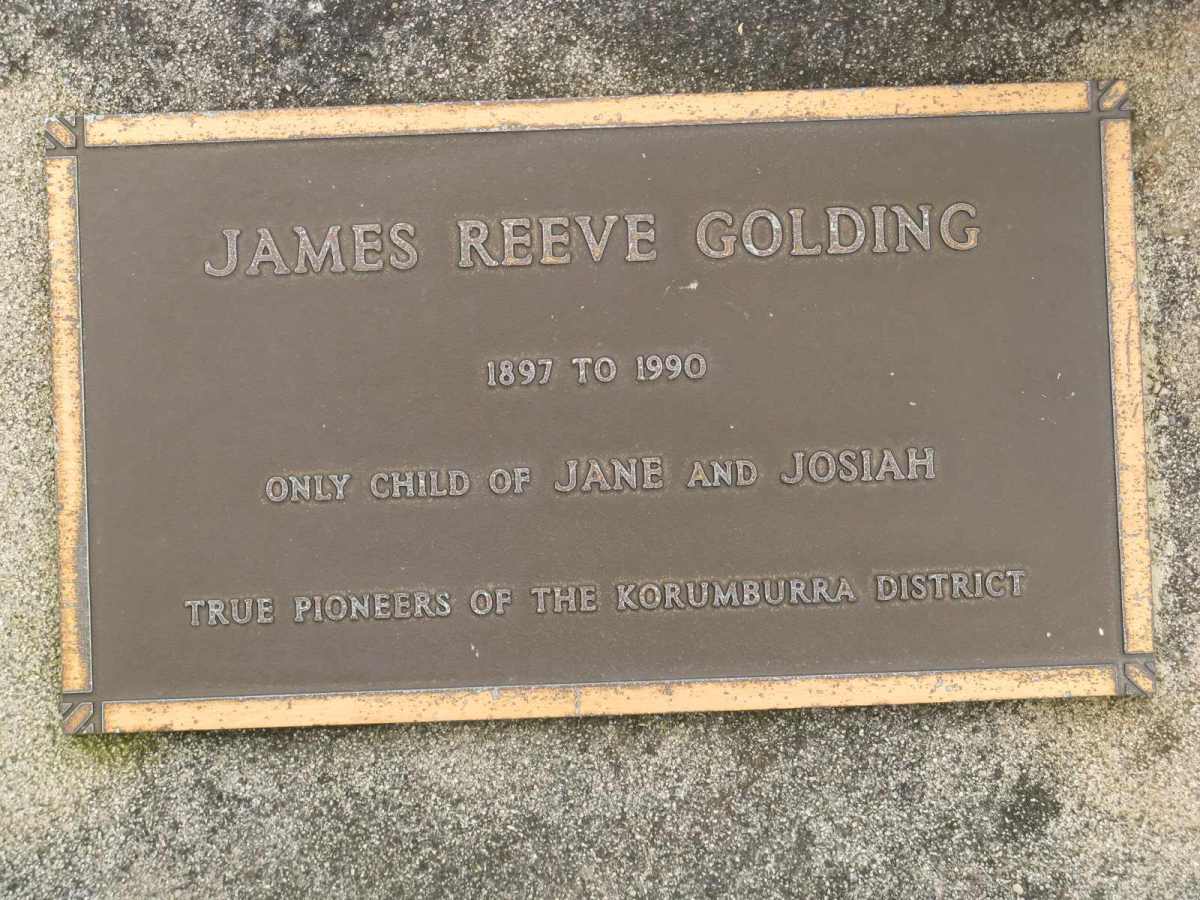 JAMES REEVE GOLDING
1897 TO 1990
ONLY CHILD OF JANE AND JOSIAH
TRUE PIONEERS OF THE KORUMBURRA DISTRICT